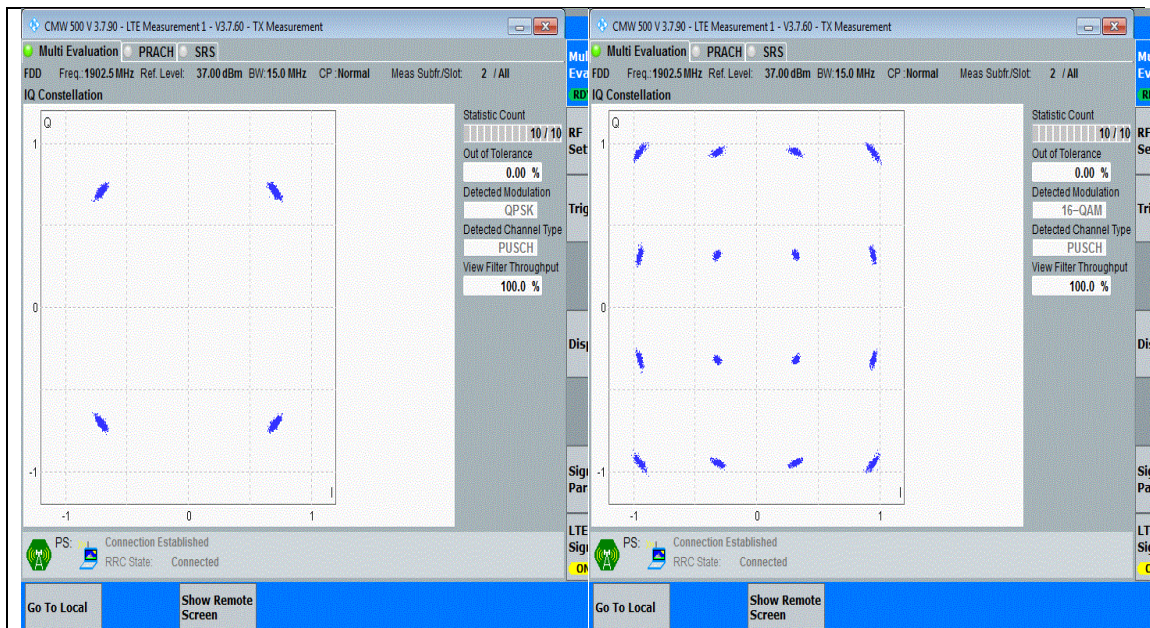 CMW 500 V 3.7.90 - LTE Measurement 1 - V3.7.60 - TX Measurement
Multi Evaluation PRACH SRS
FDD Freq.:1902.5 MHz Ref. Level: 37.00 dBm BW:15.0 MHz CP :Normal Meas Subfr./Slot: 2 / All
IQ Constellation
Q
1
0
-1
-1 0 1
I
Statistic Count
10 / 10
Out of Tolerance
0.00 %
Detected Modulation
QPSK
Detected Channel Type
PUSCH
View Filter Throughput
100.0 %
PS: Connection Established
RRC State: Connected
Go To Local
Show Remote
Screen
RF
Set
LTE
CMW 500 V 3.7.90 - LTE Measurement 1 - V3.7.60 - TX Measurement
Multi Evaluation PRACH SRS
FDD Freq.:1902.5 MHz Ref. Level: 37.00 dBm BW:15.0 MHz CP :Normal Meas Subfr./Slot: 2 / All
IQ Constellation
Q
1
0
-1
-1 0 1
I
Statistic Count
10 / 10
Out of Tolerance
0.00 %
Detected Modulation
16-QAM
Detected Channel Type
PUSCH
View Filter Throughput
100.0 %
PS: Connection Established
RRC State: Connected
Go To Local
Show Remote
Screen
RF